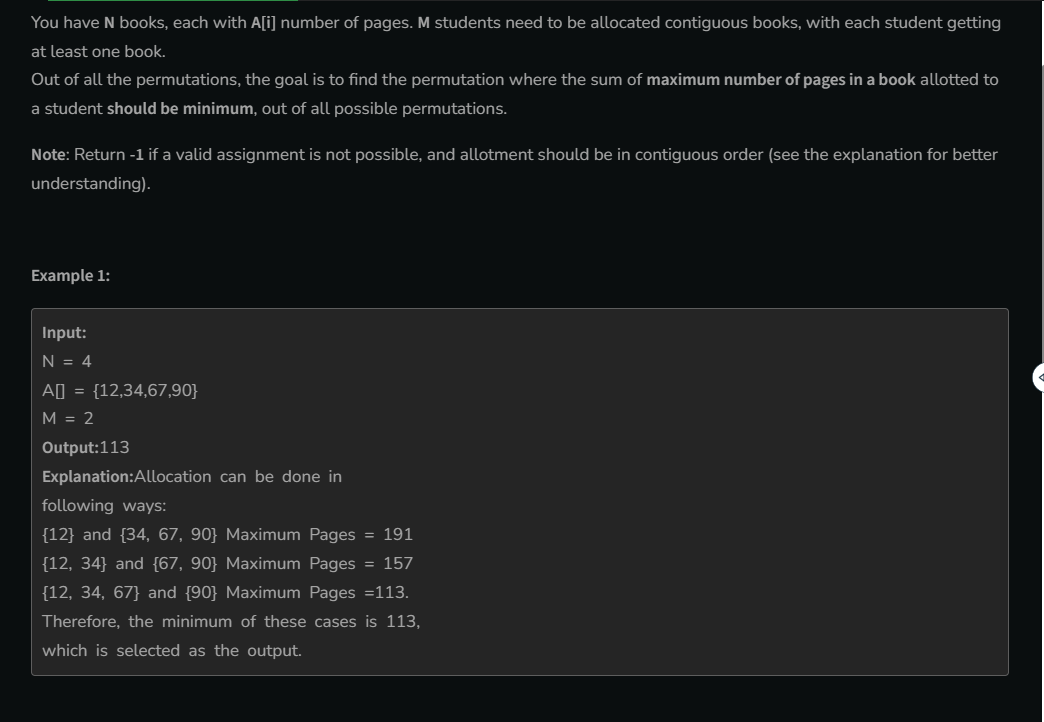 You have N books, each with A[i] number of pages. M students need to be allocated contiguous books, with each student getting
at least one book.
Out of all the permutations, the goal is to find the permutation where the sum of maximum number of pages in a book allotted to
a student should be minimum, out of all possible permutations.
Note: Return -1 if a valid assignment is not possible, and allotment should be in contiguous order (see the explanation for better
understanding).
Example 1:
Input:
N = 4
A[] = {12,34,67,90}
M = 2
Output:113
Explanation:Allocation can be done in
following ways:
{12} and {34, 67, 90} Maximum Pages = 191
{12, 34} and {67, 90} Maximum Pages = 157
{12, 34, 67} and {90} Maximum Pages =113.
Therefore, the minimum of these cases is 113,
which is selected as the output.